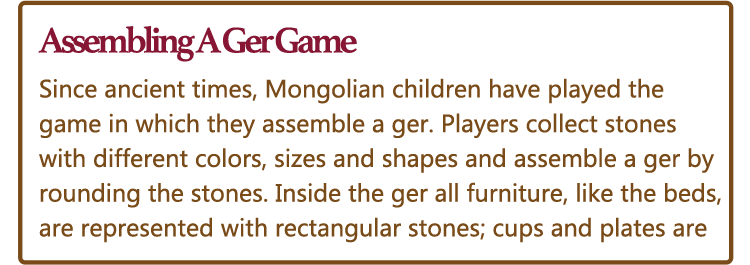 Assembling A Ger Game
Since ancient times, Mongolian children have played the
game in which they assemble a ger. Players collect stones
with different colors, sizes and shapes and assemble a ger by
rounding the stones. Inside the ger all furniture, like the beds,
are represented with rectangular stones; cups and plates are